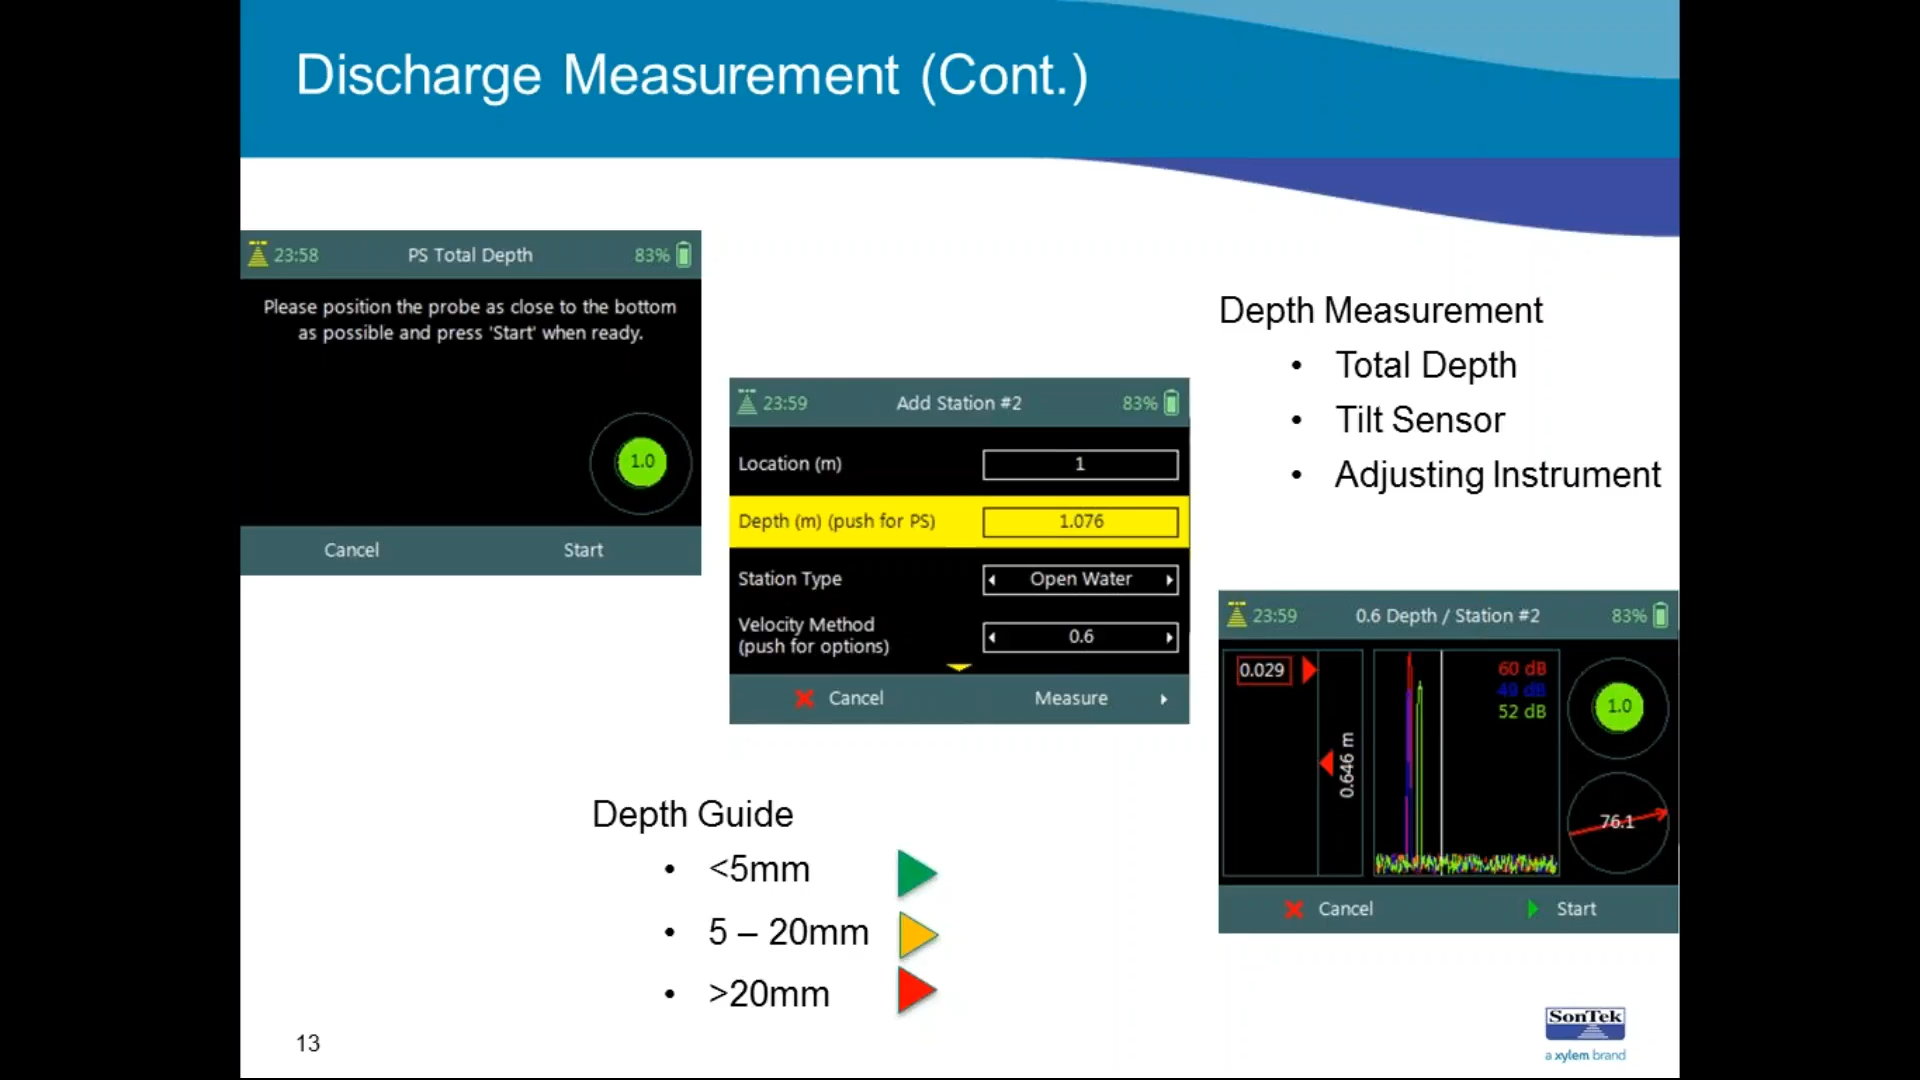 Discharge Measurement (Cont.)
23:58 PS Total Depth 83%
Please position the probe as close to the bottom
as possible and press 'Start' when ready.
1.0
Cancel Start
23:59 Add Station #2 83%
Location (m) 1
Depth (m) (push for PS) 1.076
Station Type Open Water
Velocity Method
(push for options) 0.6
Cancel Measure
Depth Measurement
• Total Depth
• Tilt Sensor
• Adjusting Instrument
23:59 0.6 Depth / Station #2 83%
0.029
0.646 m
60 dB
49 dB
52 dB
1.0
76.1
Cancel Start
Depth Guide
• <5mm
• 5 – 20mm
• >20mm
13
SonTek
a xylem brand